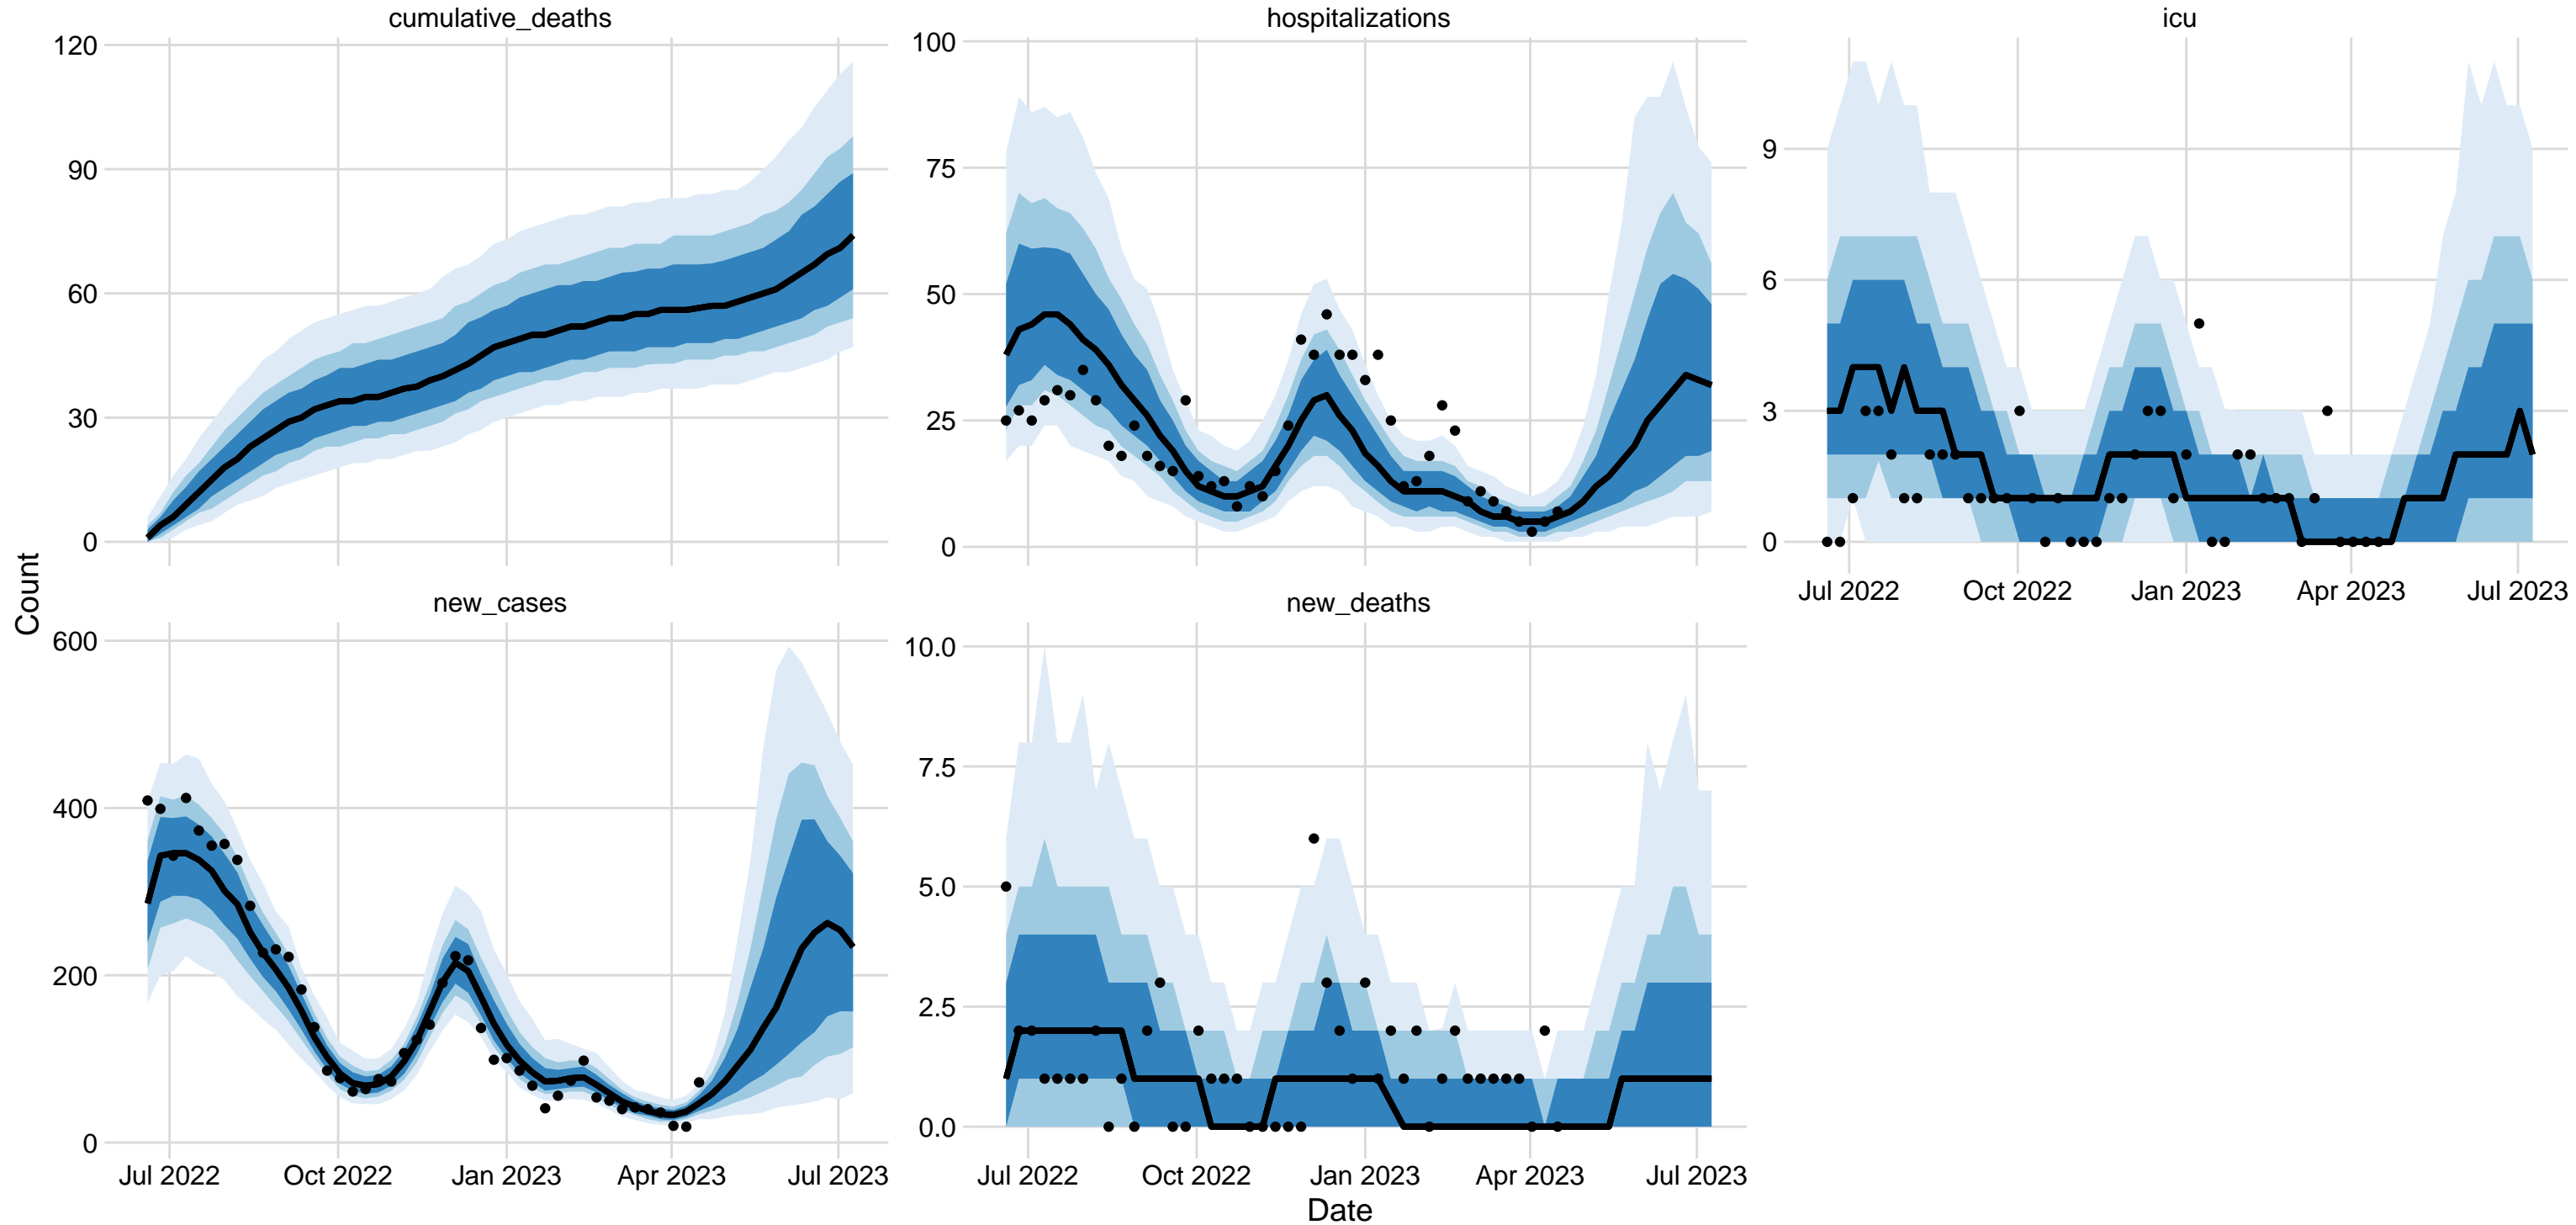 cumulative_deaths
hospitalizations
icu
120
90
60
30
0
100
75
50
25
0
9
6
3
0
Jul 2022 Oct 2022 Jan 2023 Apr 2023 Jul 2023
Count
new_cases
new_deaths
600
400
200
0
10.0
7.5
5.0
2.5
0.0
Jul 2022 Oct 2022 Jan 2023 Apr 2023 Jul 2023
Jul 2022 Oct 2022 Jan 2023 Apr 2023 Jul 2023
Date